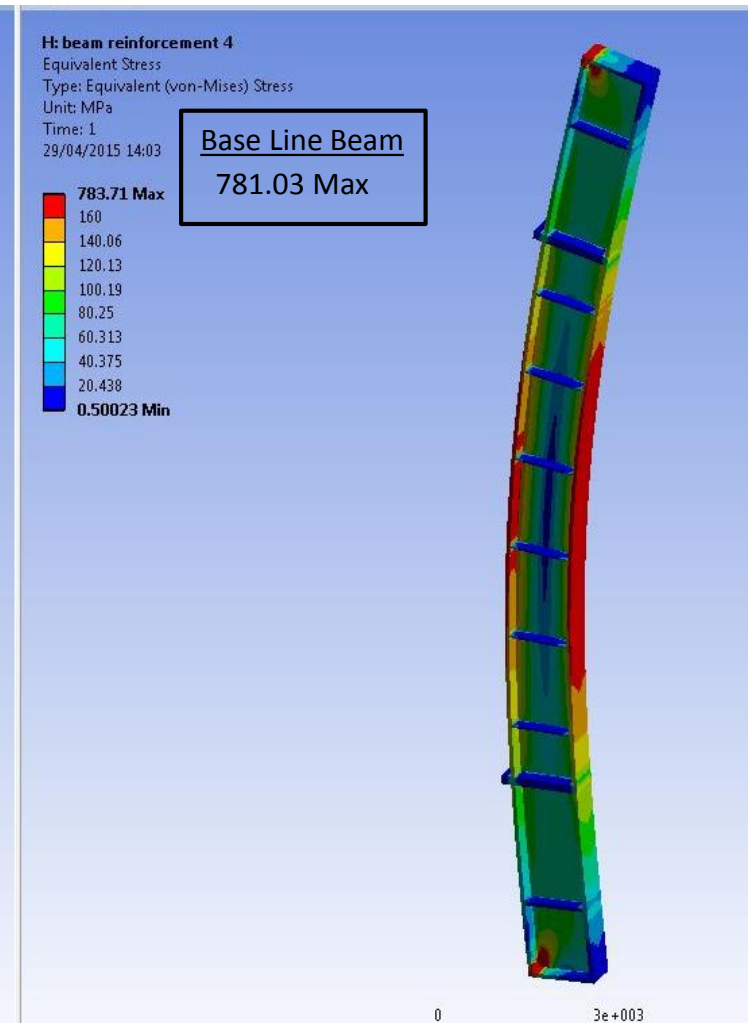 H: beam reinforcement 4
Equivalent Stress
Type: Equivalent (von-Mises) Stress
Unit: MPa
Time: 1
29/04/2015 14:03
Base Line Beam
781.03 Max
783.71 Max
160
140.06
120.13
100.19
80.25
60.313
40.375
20.438
0.50023 Min
0
3e+003